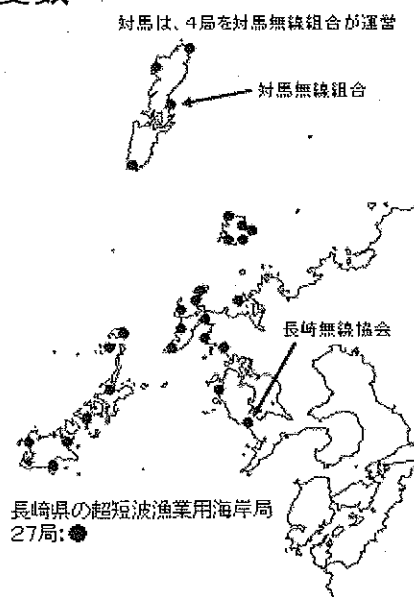 対馬は、4局を対馬無線組合が運営
対馬無線組合
長崎無線協会
長崎県の超短波漁業用海岸局
27局:●